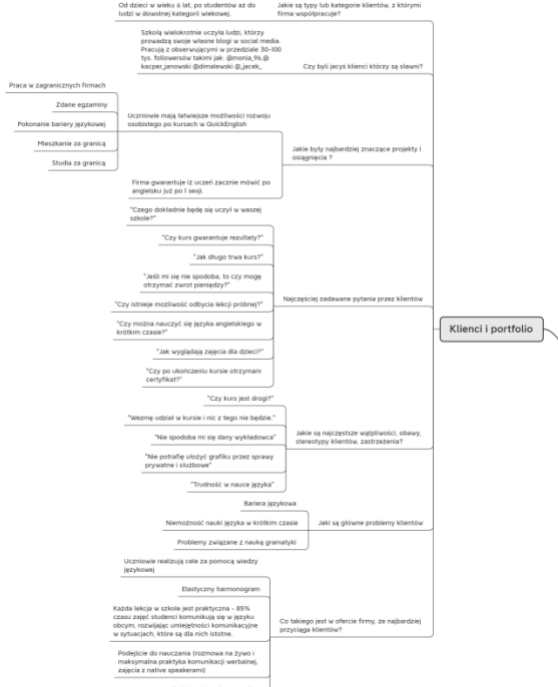 Od dzieci w wieku 6 lat, po studentów aż do
ludzi w dowolnej kategorii wiekowej.
Jakie są typy lub kategorie klientów, z którymi
firma współpracuje?
Szkołą wielokrotnie uczyła ludzi, którzy
prowadzą swoje własne blogi w social media.
Pracują z obserwującymi w przedziale 30-100
tys. followersów takimi jak: @monia_96,@
kacper_janowski @dimalewski @_jacek_
Czy byli jacyś klienci którzy są sławni?
Praca w zagranicznych firmach
Zdane egzaminy
Pokonanie bariery językowej
Mieszkanie za granicą
Studia za granicą
Uczniowie mają łatwiejsze możliwości rozwoju
osobistego po kursach w QuickEnglish
Firma gwarantuje iż uczeń zacznie mówić po
angielsku już po 1 sesji.
Jakie były najbardziej znaczące projekty i
osiągnięcia ?
"Czego dokładnie będę się uczył w waszej
szkole?"
"Czy kurs gwarantuje rezultaty?"
"Jak długo trwa kurs?"
"Jeśli mi się nie spodoba, to czy mogę
otrzymać zwrot pieniędzy?"
"Czy istnieje możliwość odbycia lekcji próbnej?"
"Czy można nauczyć się języka angielskiego w
krótkim czasie?"
"Jak wyglądają zajęcia dla dzieci?"
"Czy po ukończeniu kursie otrzymam
certyfikat?"
Najczęściej zadawane pytania przez klientów
Klienci i portfolio
"Czy kurs jest drogi?"
"Wezmę udział w kursie i nic z tego nie będzie."
"Nie spodoba mi się dany wykładowca"
"Nie potrafię ułożyć grafiku przez sprawy
prywatne i służbowe"
"Trudność w nauce języka"
Jakie są najczęstsze wątpliwości, obawy,
stereotypy klientów, zastrzeżenia?
Bariera językowa
Niemożność nauki języka w krótkim czasie
Problemy związane z nauką gramatyki
Jaki są główne problemy klientów
Uczniowie realizują cele za pomocą wiedzy
językowej
Elastyczny harmonogram
Każda lekcja w szkole jest praktyczna - 85%
czasu zajęć studenci komunikują się w języku
obcym, rozwijając umiejętności komunikacyjne
w sytuacjach, które są dla nich istotne.
Podejście do nauczania (rozmowa na żywo i
maksymalna praktyka komunikacji werbalnej,
zajęcia z native speakerami)
Co takiego jest w ofercie firmy, że najbardziej
przyciąga klientów?